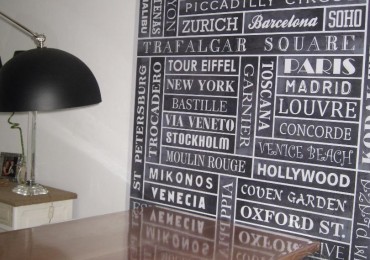 PICCADILLY CIRCUS
ZURICH
Barcelona
SOHO
TRAFALGAR SQUARE
ST PETERSBURG
TROCADERO
TOUR EIFFEL
NEW YORK
BASTILLE
VIA VENETO
STOCKHOLM
MOULIN ROUGE
GARNIER
TOSCANA
PARIS
MADRID
LOUVRE
CONCORDE
VENICE BEACH
HOLLYWOOD
MIKONOS
VENECIA
COVEN GARDEN
OXFORD ST.